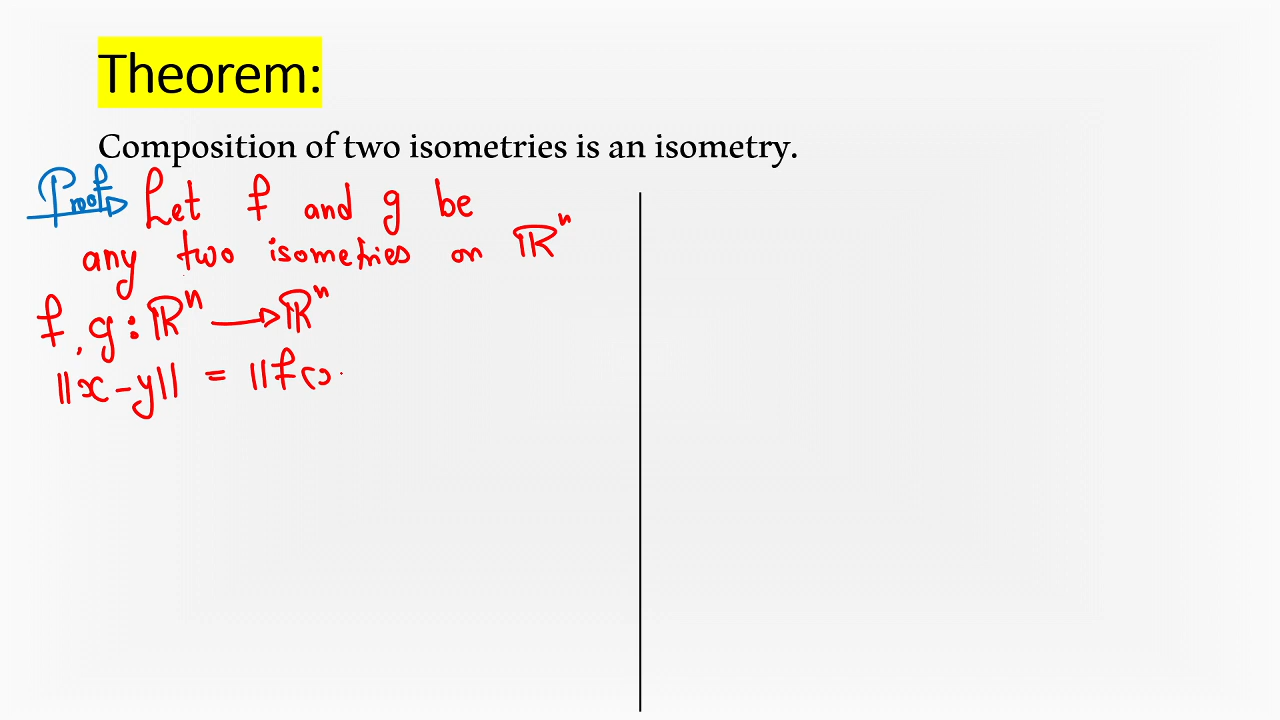 Theorem:
Composition of two isometries is an isometry.
Proof Let f and g be
any two isometries on ℝⁿ
f, g : ℝⁿ → ℝⁿ
||x - y|| = ||f(